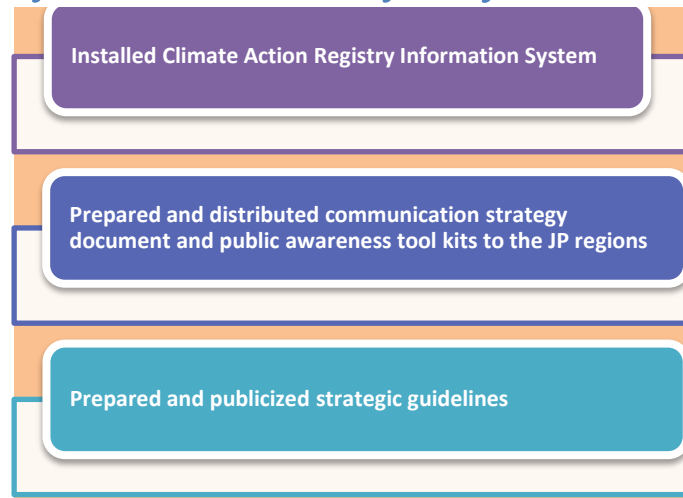 Installed Climate Action Registry Information System
Prepared and distributed communication strategy
document and public awareness tool kits to the JP regions
Prepared and publicized strategic guidelines